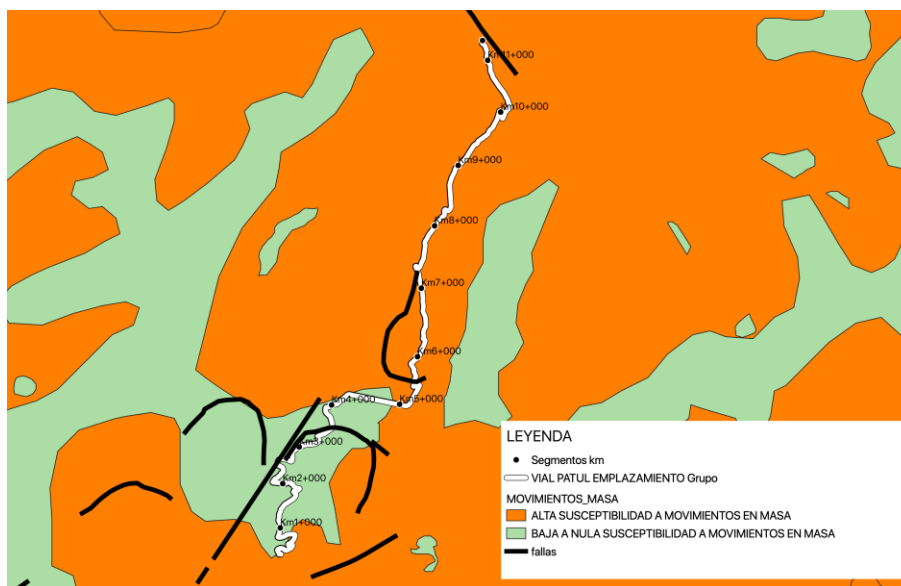 Km11+000
Km10+000
Km9+000
Km8+000
Km7+000
Km6+000
Km5+000
Km4+000
Km3+000
Km2+000
Km1+000
LEYENDA
Segmentos km
VIAL PATUL EMPLAZAMIENTO Grupo
MOVIMIENTOS_MASA
ALTA SUSCEPTIBILIDAD A MOVIMIENTOS EN MASA
BAJA A NULA SUSCEPTIBILIDAD A MOVIMIENTOS EN MASA
fallas